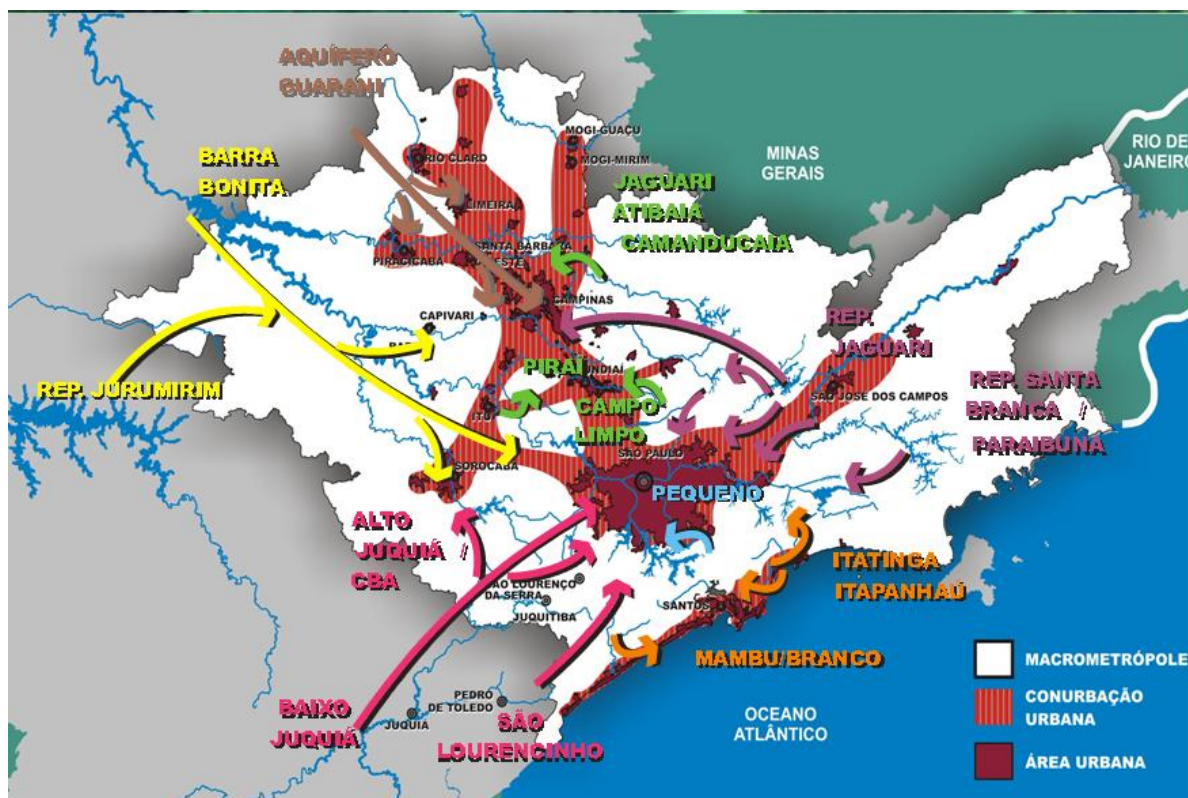 AQUÍFERO
GUARANI
BARRA
BONITA
RIO CLARO
LIMEIRA
MOGI-GUAÇU
MOGI-MIRIM
MINAS
GERAIS
RIO DE
JANEIRO
JAGUARI
ATIBAIA
CAMANDUCAIA
SANTA BARBARA
OESTE
PIRACICABA
CAMPINAS
CAPIVARI
REP.
JAGUARI
REP. JURUMIRIM
PIRAÍ
UNDIAÍ
CAMPO
LIMPO
SÃO JOSÉ DOS CAMPOS
REP. SANTA
BRANCA /
PARAIBUNA
ITU
SOROCABA
SÃO PAULO
PEQUENO
ALTO
JUQUIÁ /
CBA
SÃO LOURENÇO
DA SERRA
JUQUITIBA
SANTOS
ITATINGA
ITAPANHAÚ
MAMBU/BRANCO
BAIXO
JUQUIÁ
PEDRO
DE TOLEDO
JUQUIÁ
SÃO
LOURENCINHO
OCEANO
ATLÂNTICO
MACROMETRÓPOLE
CONURBAÇÃO
URBANA
ÁREA URBANA